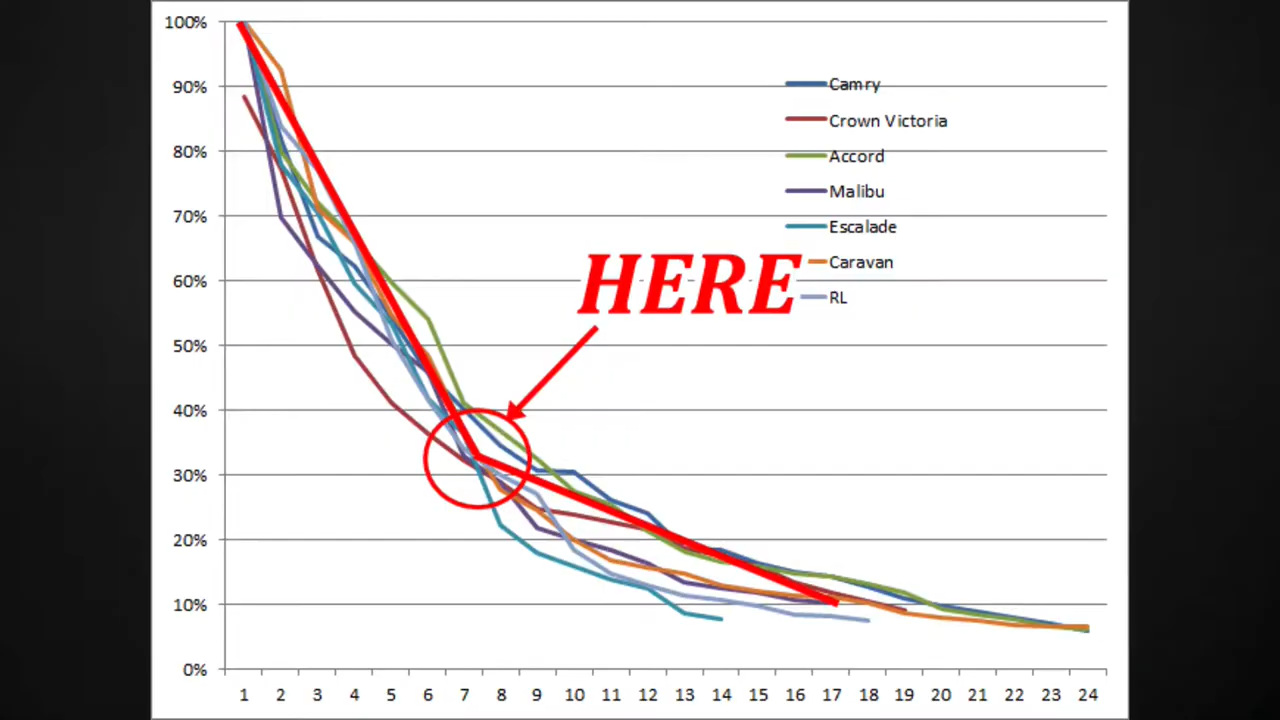 100%
90%
80%
70%
60%
50%
40%
30%
20%
10%
0%
Camry
Crown Victoria
Accord
Malibu
Escalade
Caravan
RL
HERE
1 2 3 4 5 6 7 8 9 10 11 12 13 14 15 16 17 18 19 20 21 22 23 24